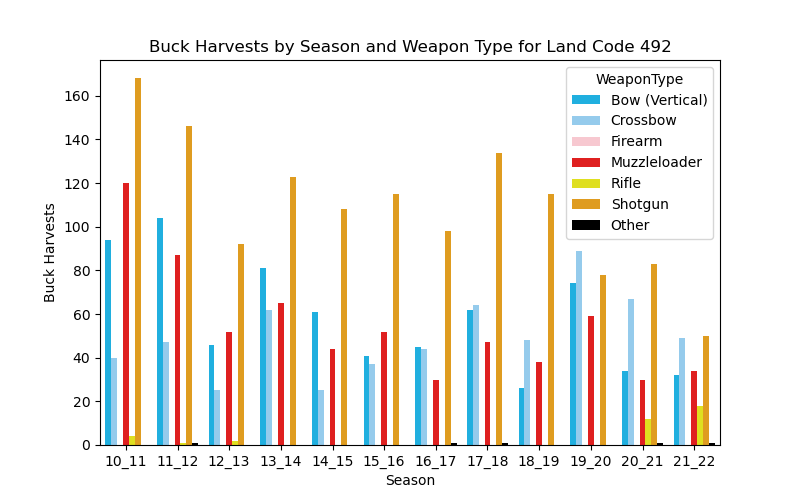 Buck Harvests by Season and Weapon Type for Land Code 492
WeaponType
Bow (Vertical)
Crossbow
Firearm
Muzzleloader
Rifle
Shotgun
Other
Buck Harvests
160
140
120
100
80
60
40
20
0
10_11 11_12 12_13 13_14 14_15 15_16 16_17 17_18 18_19 19_20 20_21 21_22
Season